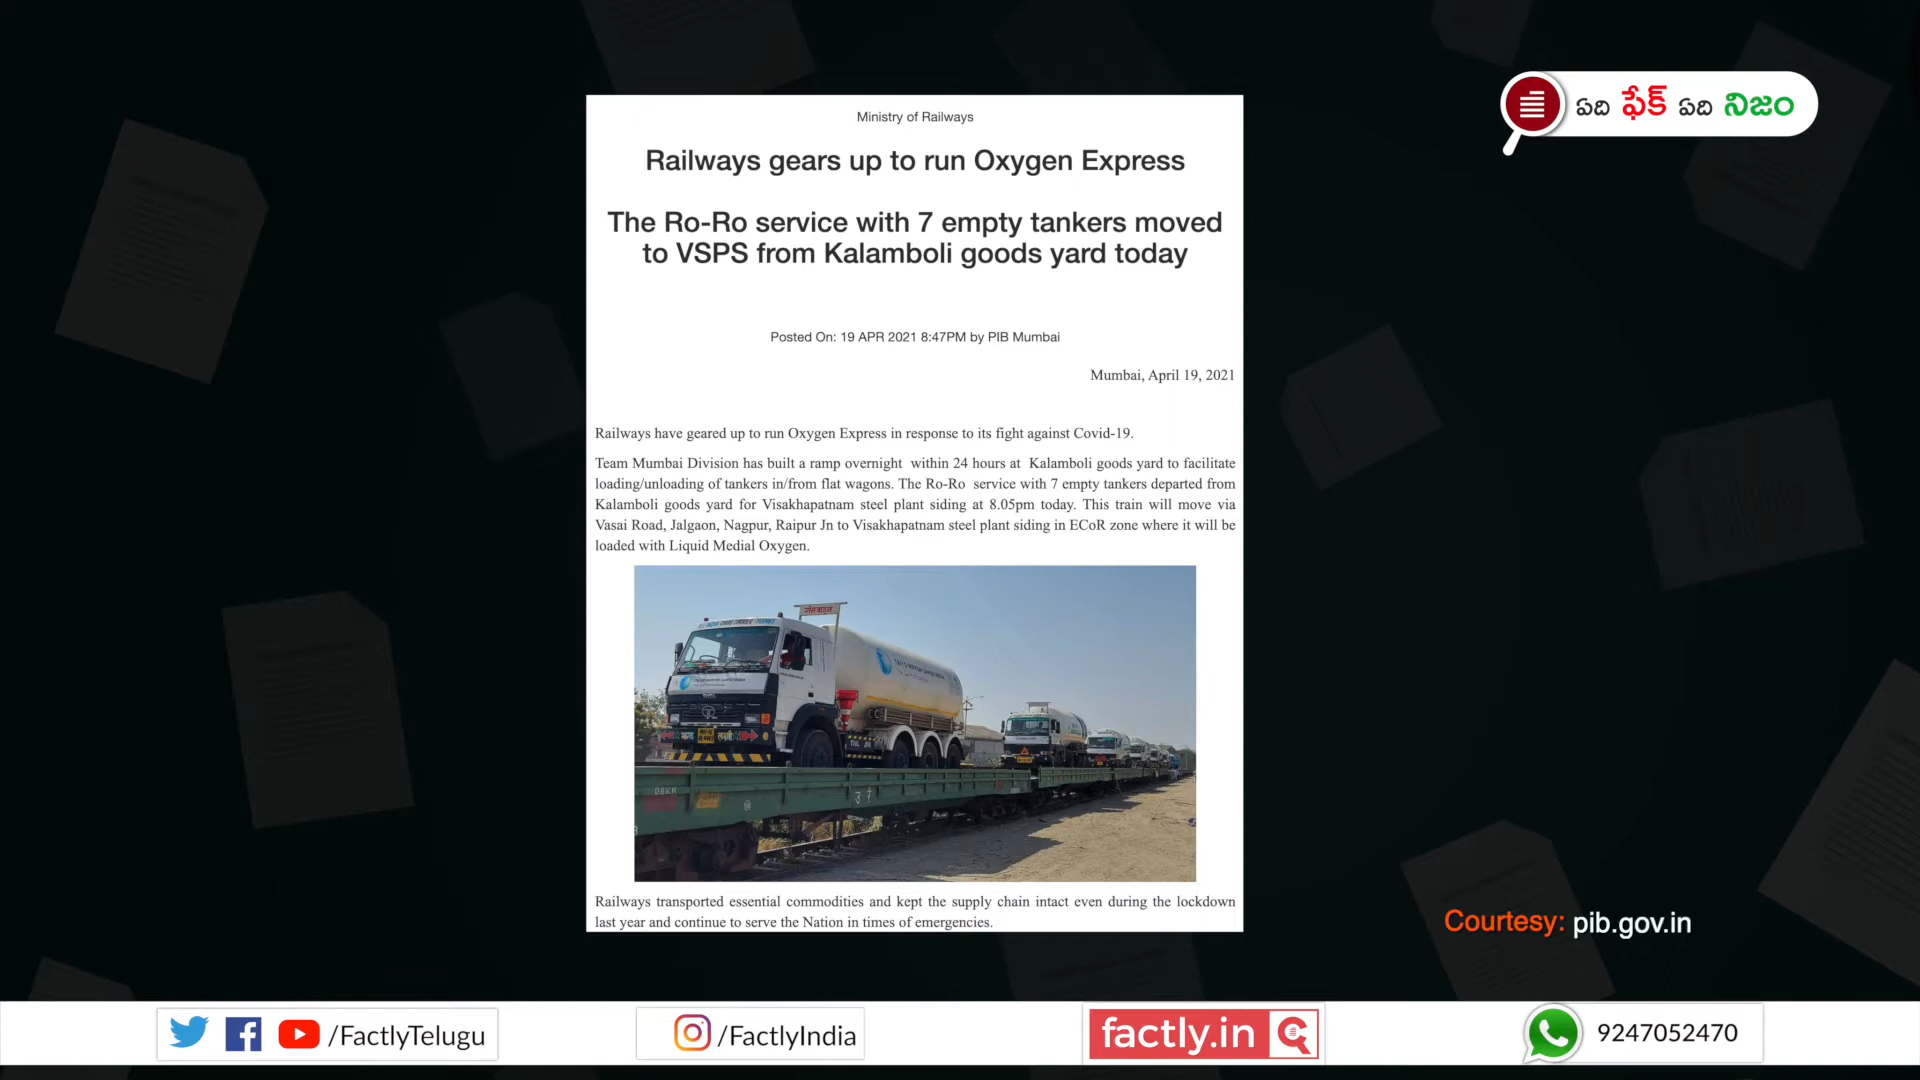 ఏది ఫేక్ ఏది నిజం
Ministry of Railways
Railways gears up to run Oxygen Express
The Ro-Ro service with 7 empty tankers moved
to VSPS from Kalamboli goods yard today
Posted On: 19 APR 2021 8:47PM by PIB Mumbai
Mumbai, April 19, 2021
Railways have geared up to run Oxygen Express in response to its fight against Covid-19.
Team Mumbai Division has built a ramp overnight within 24 hours at Kalamboli goods yard to facilitate
loading/unloading of tankers in/from flat wagons. The Ro-Ro service with 7 empty tankers departed from
Kalamboli goods yard for Visakhapatnam steel plant siding at 8.05pm today. This train will move via
Vasai Road, Jalgaon, Nagpur, Raipur Jn to Visakhapatnam steel plant siding in ECoR zone where it will be
loaded with Liquid Medial Oxygen.
Railways transported essential commodities and kept the supply chain intact even during the lockdown
last year and continue to serve the Nation in times of emergencies.
Courtesy: pib.gov.in
/FactlyTelugu
/FactlyIndia
factly.in
9247052470